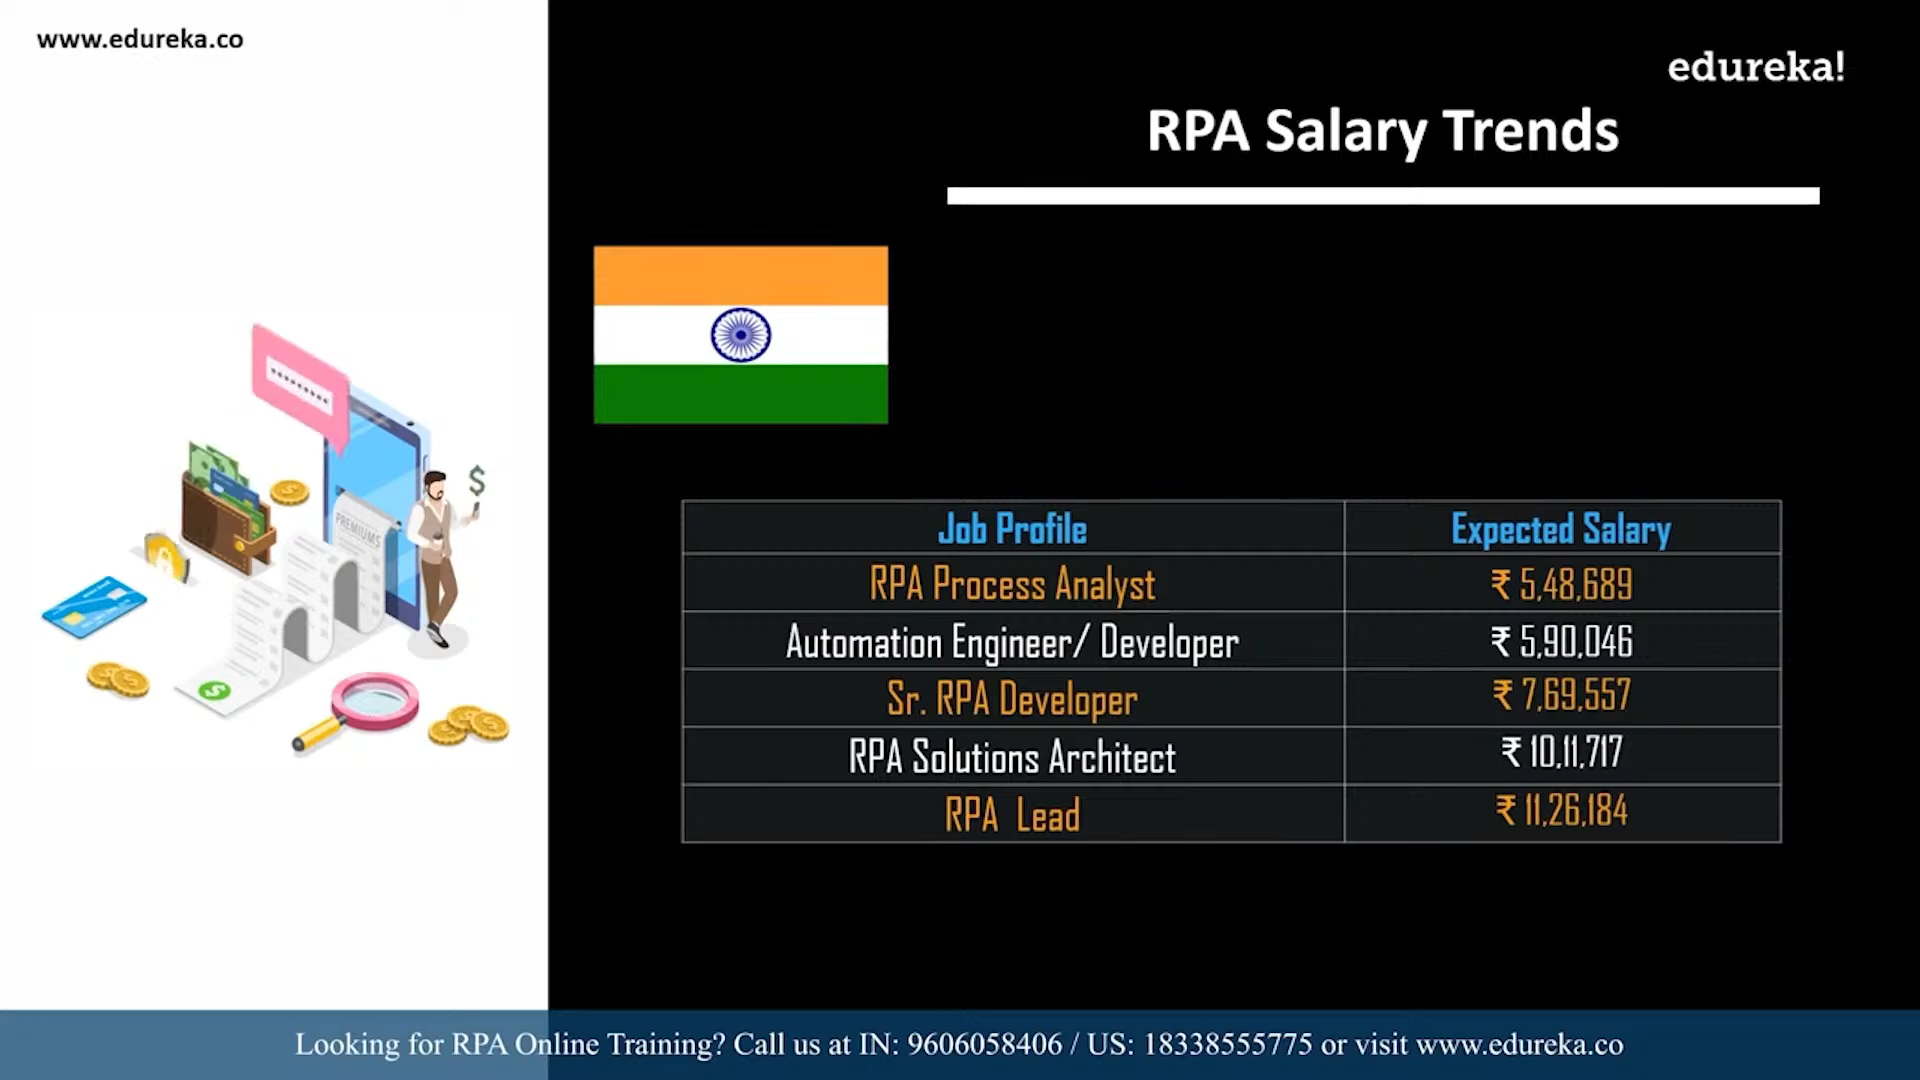 www.edureka.co
edureka!
RPA Salary Trends
PREMIUMS
Job Profile Expected Salary
RPA Process Analyst ₹ 5,48,689
Automation Engineer/ Developer ₹ 5,90,046
Sr. RPA Developer ₹ 7,69,557
RPA Solutions Architect ₹ 10,11,717
RPA Lead ₹ 11,26,184
Looking for RPA Online Training? Call us at IN: 9606058406 / US: 18338555775 or visit www.edureka.co